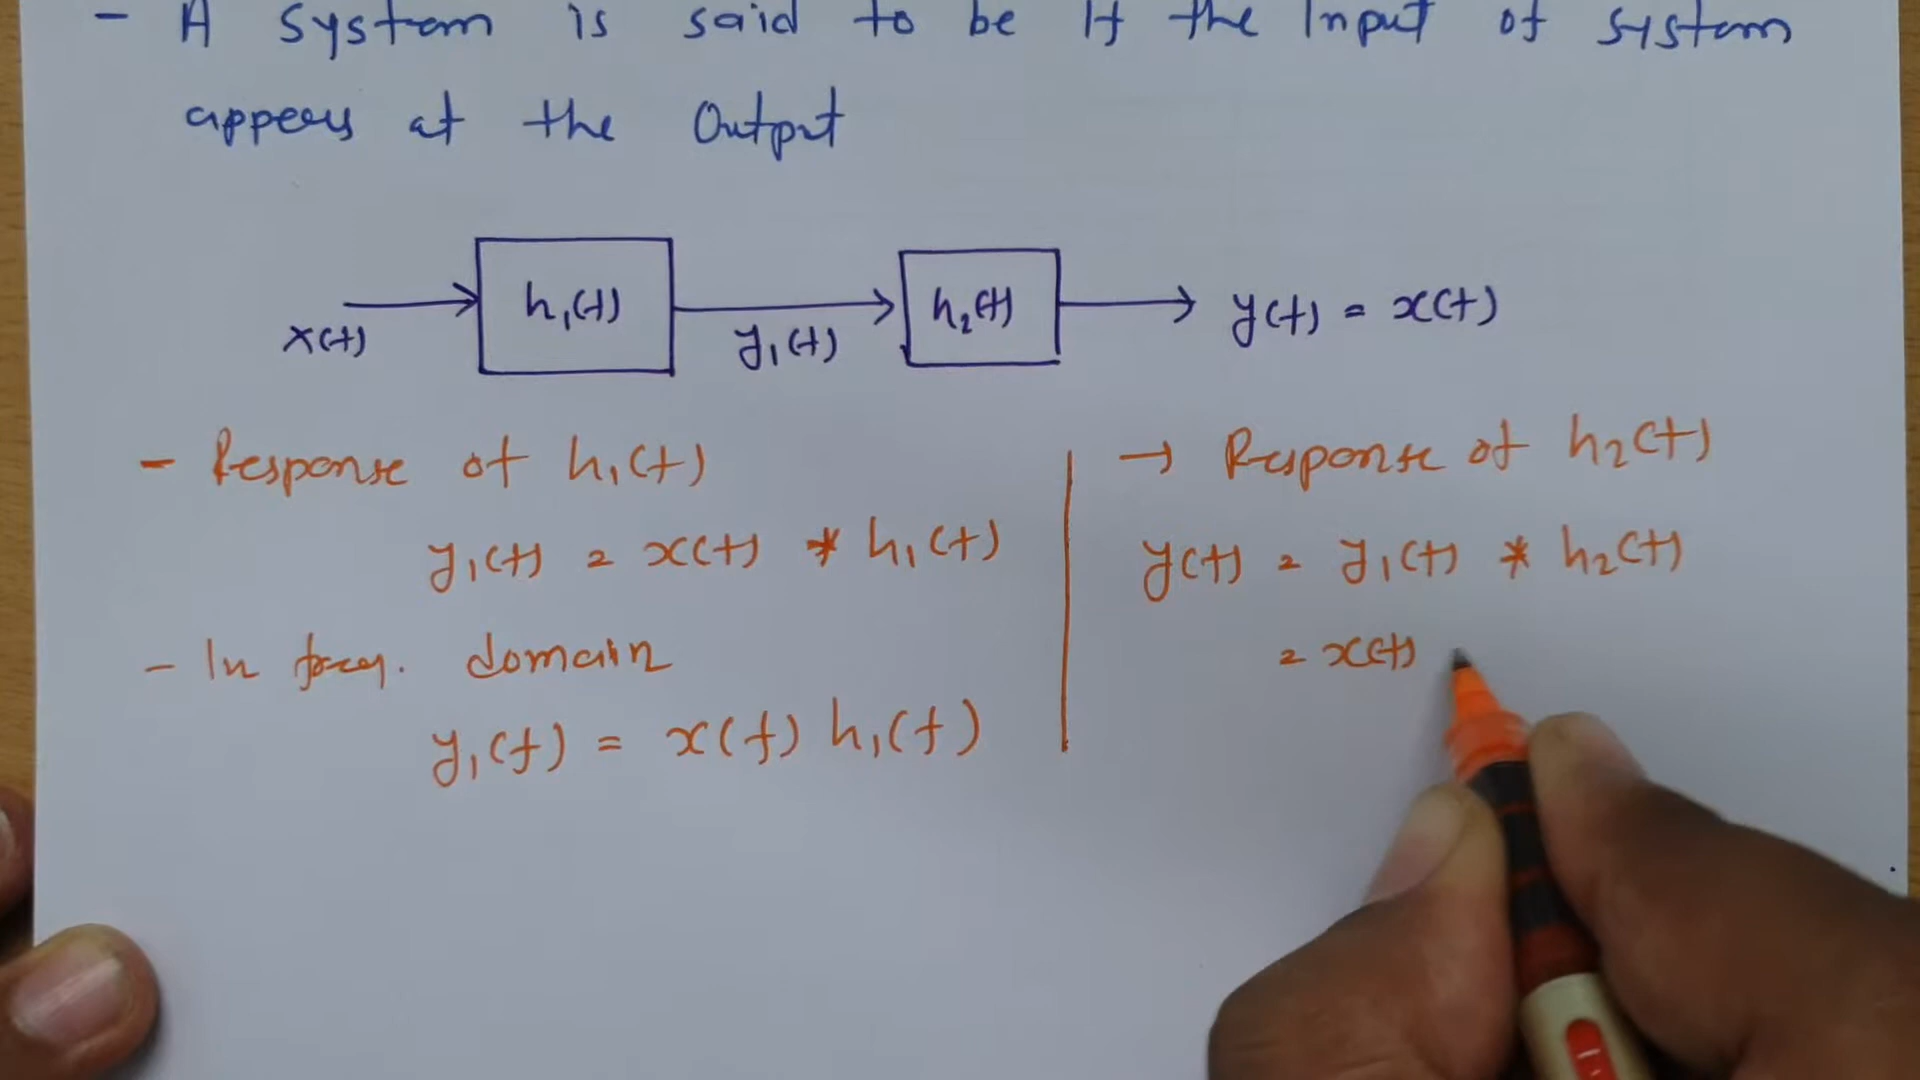 - A system is said to be if the Input of system
appears at the Output
x(t)
h₁(t)
y₁(t)
h₂(t)
y(t) = x(t)
- Response of h₁(t)
y₁(t) = x(t) * h₁(t)
- In freq. domain
y₁(f) = x(f) h₁(f)
→ Response of h₂(t)
y(t) = y₁(t) * h₂(t)
= x(t)